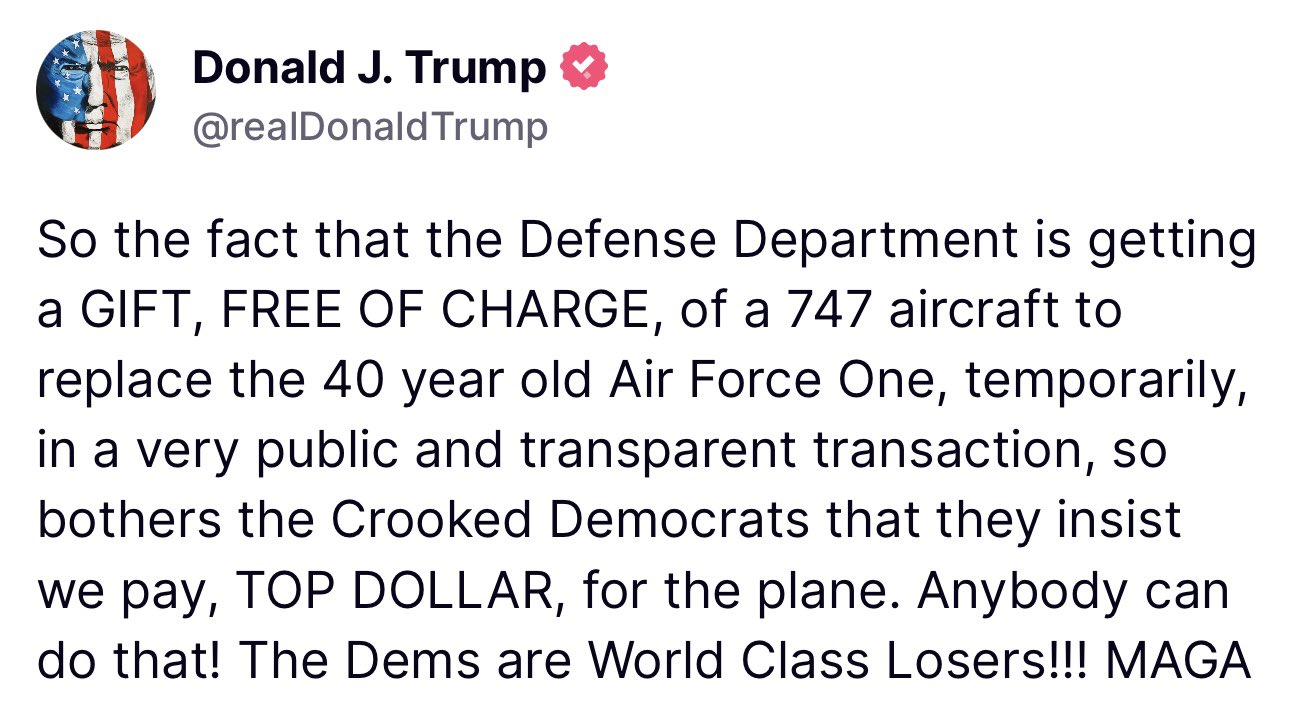 Donald J. Trump
@realDonaldTrump
So the fact that the Defense Department is getting
a GIFT, FREE OF CHARGE, of a 747 aircraft to
replace the 40 year old Air Force One, temporarily,
in a very public and transparent transaction, so
bothers the Crooked Democrats that they insist
we pay, TOP DOLLAR, for the plane. Anybody can
do that! The Dems are World Class Losers!!! MAGA